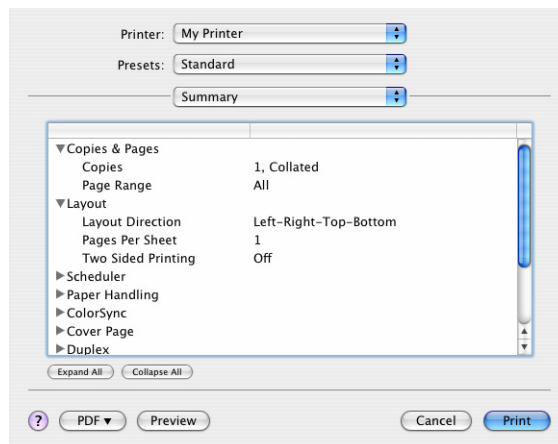 Printer: My Printer
Presets: Standard
Summary
Copies & Pages
Copies 1, Collated
Page Range All
Layout
Layout Direction Left-Right-Top-Bottom
Pages Per Sheet 1
Two Sided Printing Off
Scheduler
Paper Handling
ColorSync
Cover Page
Duplex
Expand All Collapse All
? PDF Preview Cancel Print